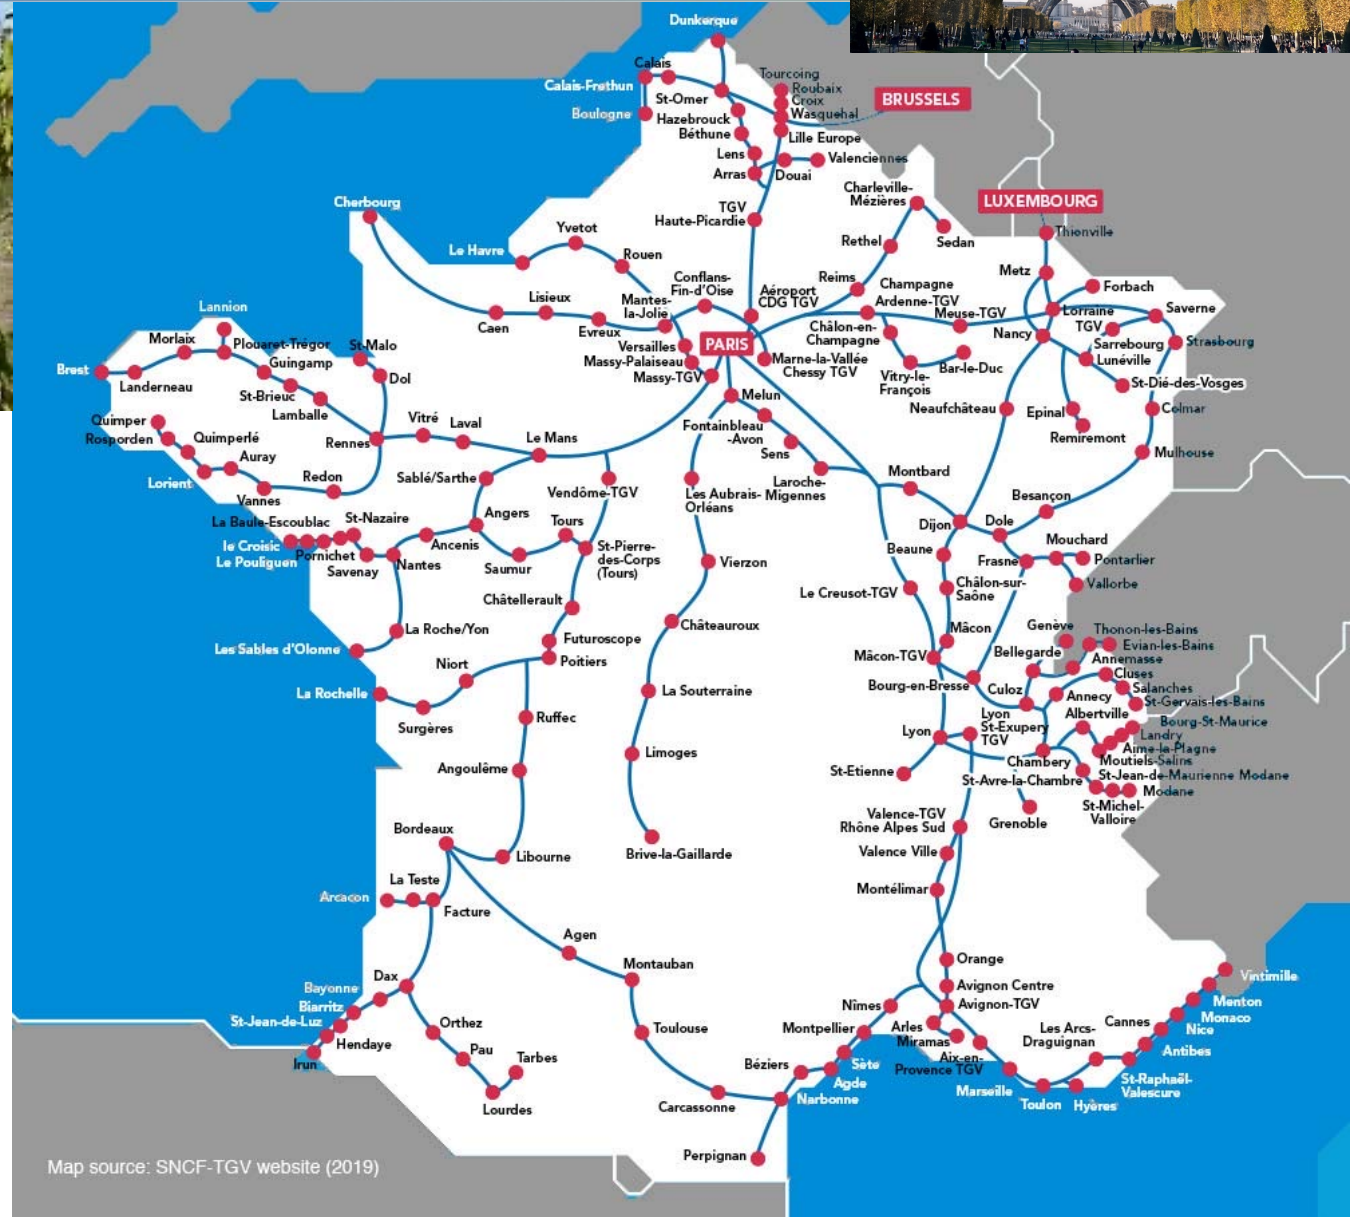 Dunkerque
Calais
Calais-Frethun
Boulogne
St-Omer
Hazebrouck
Béthune
Lens
Arras
Tourcoing
Roubaix
Croix
Wasquehal
BRUSSELS
Lille Europe
Valenciennes
Douai
Charleville-
Mézières
LUXEMBOURG
Cherbourg
TGV
Haute-Picardie
Sedan
Thionville
Yvetot
Le Havre
Rouen
Rethel
Metz
Conflans-
Fin-d'Oise
Aéroport
CDG TGV
Reims
Champagne
Ardenne-TGV
Forbach
Lisieux
Mantes-
la-Jolie
Meuse-TGV
Lorraine
TGV
Saverne
Lannion
Caen
Evreux
Châlon-en-
Champagne
Nancy
Sarrebourg
Strasbourg
Morlaix
Plouaret-Trégor
St-Malo
Versailles
PARIS
Massy-Palaiseau
Massy-TGV
Marne-la-Vallée
Chessy TGV
Vitry-le-
François
Bar-le-Duc
Lunéville
Brest
Landerneau
Guingamp
Dol
St-Dié-des-Vosges
St-Brieuc
Lamballe
Melun
Neaufchâteau
Epinal
Remiremont
Colmar
Quimper
Rosporden
Quimperlé
Auray
Rennes
Vitré
Laval
Le Mans
Fontainbleau
-Avon
Sens
Mulhouse
Lorient
Vannes
Redon
Sablé/Sarthe
Vendôme-TGV
Les Aubrais-
Orléans
Laroche-
Migennes
Montbard
Besançon
La Baule-Escoublac
St-Nazaire
Angers
Tours
Dijon
Dole
Mouchard
le Croisic
Le Pouliguen
Pornichet
Savenay
Nantes
Ancenis
Saumur
St-Pierre-
des-Corps
(Tours)
Vierzon
Beaune
Frasne
Pontarlier
Châtellerault
Le Creusot-TGV
Châlon-sur-
Saône
Vallorbe
La Roche/Yon
Les Sables d'Olonne
Futuroscope
Poitiers
Châteauroux
Mâcon
Mâcon-TGV
Genève
Bellegarde
Thonon-les-Bains
Evian-les-Bains
Annemasse
Niort
La Rochelle
Surgères
La Souterraine
Bourg-en-Bresse
Culoz
Cluses
Salanches
Annecy
St-Gervais-les-Bains
Ruffec
Lyon
Lyon
St-Exupery
TGV
Albertville
Bourg-St-Maurice
Landry
Aime-la-Plagne
Moutiels-Salins
Limoges
Angoulême
St-Etienne
Chambery
St-Avre-la-Chambre
St-Jean-de-Maurienne Modane
Modane
St-Michel-
Valloire
Bordeaux
Libourne
Brive-la-Gaillarde
Valence-TGV
Rhône Alpes Sud
Grenoble
Valence Ville
La Teste
Arcacon
Facture
Montélimar
Agen
Montauban
Orange
Dax
Bayonne
Biarritz
St-Jean-de-Luz
Hendaye
Irun
Avignon Centre
Avignon-TGV
Vintimille
Menton
Monaco
Nice
Antibes
Cannes
Orthez
Pau
Tarbes
Lourdes
Toulouse
Nîmes
Montpellier
Arles
Miramas
Aix-en-
Provence TGV
Les Arcs-
Draguignan
Béziers
Sète
Agde
Narbonne
Marseille
Toulon
Hyères
St-Raphaël-
Valescure
Carcassonne
Perpignan
Map source: SNCF-TGV website (2019)